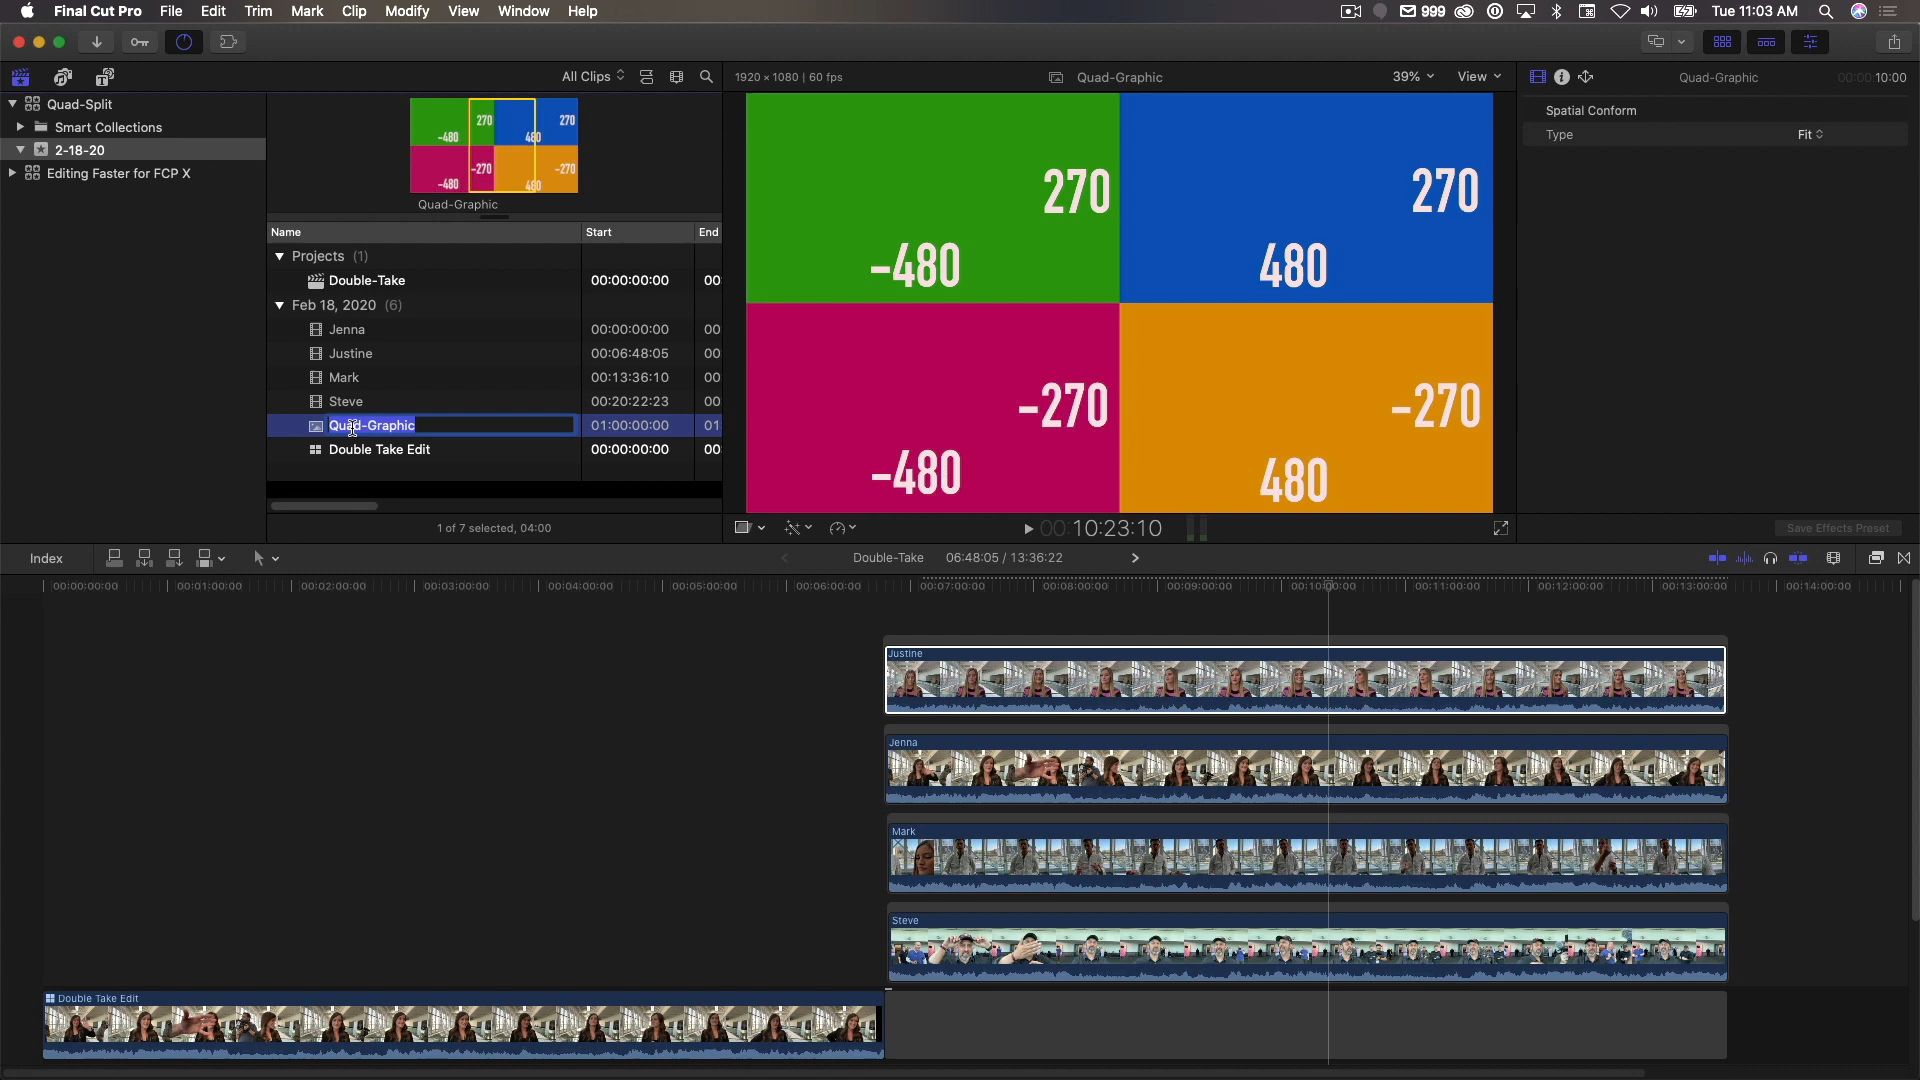 Final Cut Pro File Edit Trim Mark Clip Modify View Window Help 999 Tue 11:03 AM
All Clips 1920 × 1080 | 60 fps Quad-Graphic 39% View Quad-Graphic 00:00:10:00
Quad-Split
Smart Collections
2-18-20
Editing Faster for FCP X
270 270
-480 480
-270 -270
-480 480
Quad-Graphic
Name Start End
Projects (1)
Double-Take 00:00:00:00 00:
Feb 18, 2020 (6)
Jenna 00:00:00:00 00:
Justine 00:06:48:05 00:
Mark 00:13:36:10 00:
Steve 00:20:22:23 00:
Quad-Graphic 01:00:00:00 01:
Double Take Edit 00:00:00:00 00:
1 of 7 selected, 04:00
270 270
-480 480
-270 -270
-480 480
00:10:23:10
Spatial Conform
Type Fit
Save Effects Preset
Index Double-Take 06:48:05 / 13:36:22
00:00:00:00 00:01:00:00 00:02:00:00 00:03:00:00 00:04:00:00 00:05:00:00 00:06:00:00 00:07:00:00 00:08:00:00 00:09:00:00 00:10:00:00 00:11:00:00 00:12:00:00 00:13:00:00 00:14:00:00
Justine
Jenna
Mark
Steve
Double Take Edit